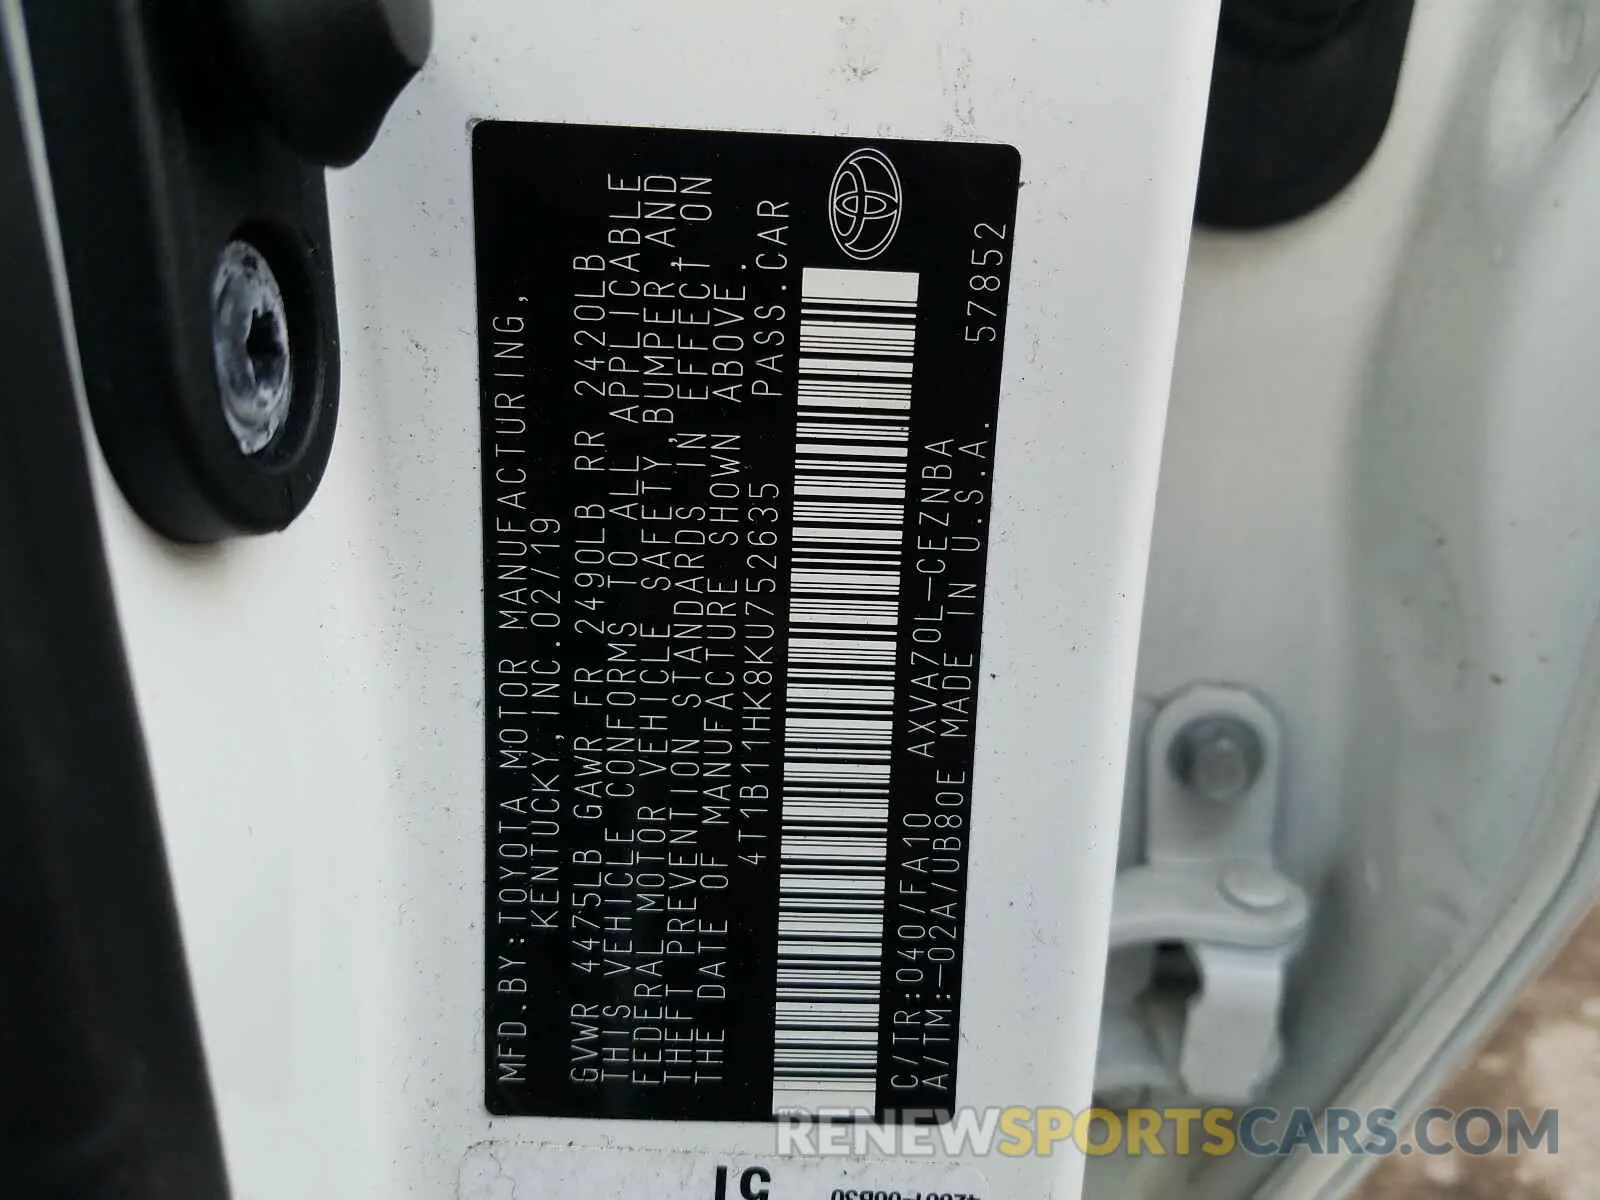 MFD.BY:TOYOTA MOTOR MANUFACTURING,
KENTUCKY,INC.02/19
GVWR 4475LB GAWR FR 2490LB RR 2420LB
THIS VEHICLE CONFORMS TO ALL APPLICABLE
FEDERAL MOTOR VEHICLE SAFETY,BUMPER,AND
THEFT PREVENTION STANDARDS IN EFFECT ON
THE DATE OF MANUFACTURE SHOWN ABOVE.
4T1B11HK8KU752635 PASS.CAR
C/TR:040/FA10 AXVA70L-CEZNBA 57852
A/TM:-02A/UB80E MADE IN U.S.A.
51
RENEWSPORTSCARS.COM